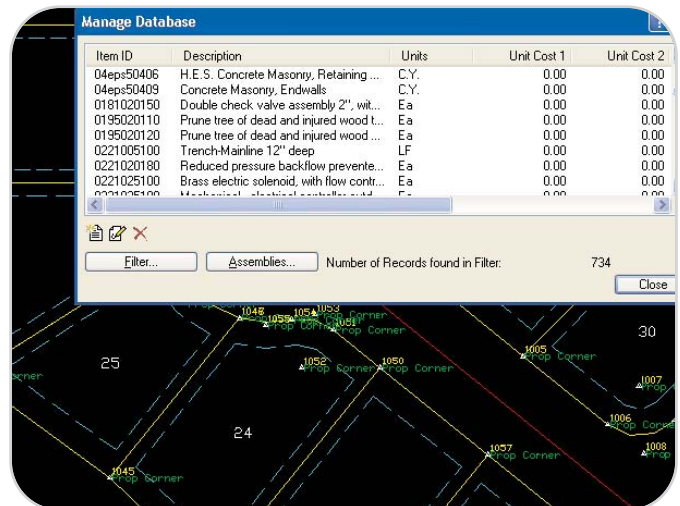 Manage Database ?
Item ID Description Units Unit Cost 1 Unit Cost 2
04eps50406 H.E.S. Concrete Masonry, Retaining ... C.Y. 0.00 0.00
04eps50409 Concrete Masonry, Endwalls C.Y. 0.00 0.00
0181020150 Double check valve assembly 2", wit... Ea 0.00 0.00
0195020110 Prune tree of dead and injured wood t... Ea 0.00 0.00
0195020120 Prune tree of dead and injured wood t... Ea 0.00 0.00
0221005100 Trench-Mainline 12" deep LF 0.00 0.00
0221020180 Reduced pressure backflow prevente... Ea 0.00 0.00
0221025100 Brass electric solenoid, with flow contr... Ea 0.00 0.00
Filter... Assemblies... Number of Records found in Filter: 734
Close
1053
1054 Corner
1055
1051
Prop Corner
30
1005
Prop Corner
25
1052 1050
Prop Corner Prop Corner
1007
Prop
1006
Prop Corne
24
1057
Prop Corner
1008
Prop
1045
Prop Corner